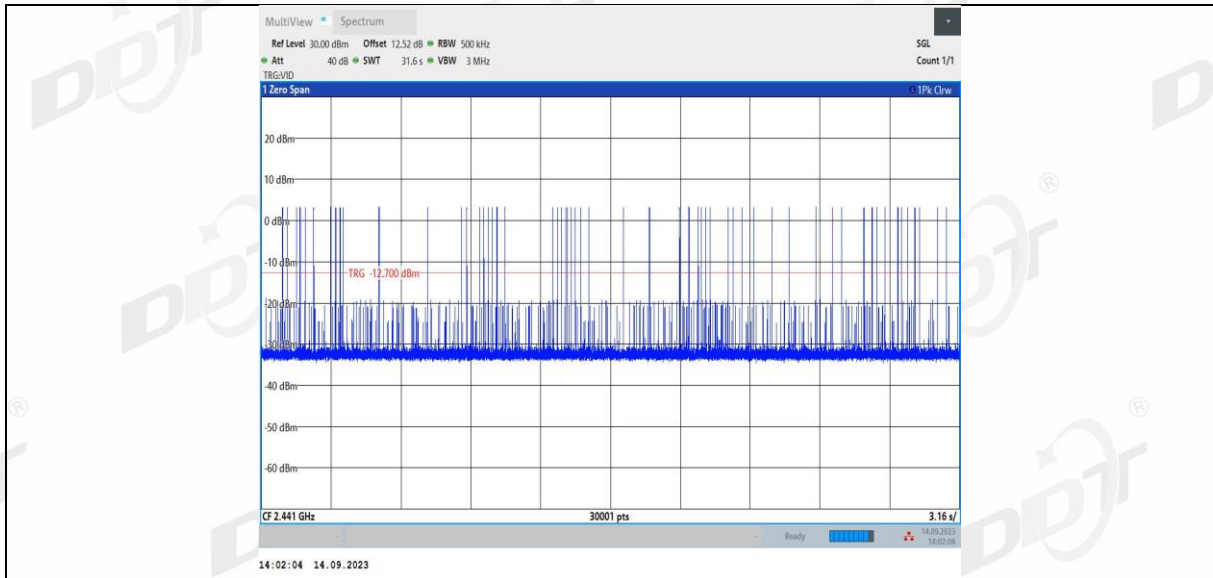 MultiView Spectrum
Ref Level 30.00 dBm Offset 12.52 dB RBW 500 kHz SGL
Att 40 dB SWT 31.6 s VBW 3 MHz Count 1/1
TRG:VID
1 Zero Span 1Pk Clrw
20 dBm
10 dBm
0 dBm
-10 dBm
TRG -12.700 dBm
-20 dBm
-30 dBm
-40 dBm
-50 dBm
-60 dBm
CF 2.441 GHz 30001 pts 3.16 s/
Ready 14.09.2023
14:02:04
14:02:04 14.09.2023
DDT